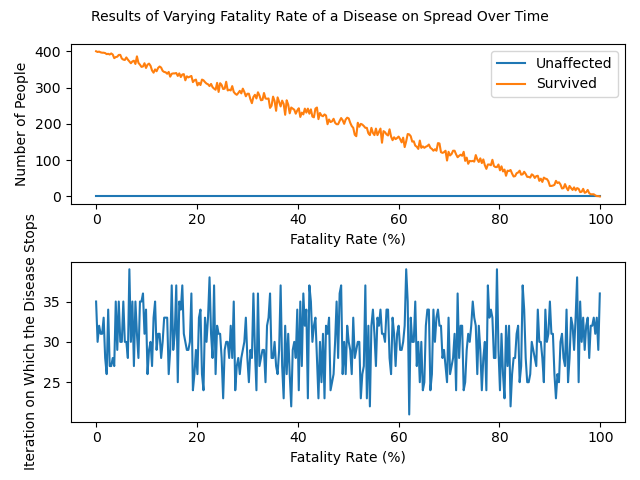 Results of Varying Fatality Rate of a Disease on Spread Over Time
Number of People
400
300
200
100
0
Unaffected
Survived
0 20 40 60 80 100
Fatality Rate (%)
Iteration on Which the Disease Stops
35
30
25
0 20 40 60 80 100
Fatality Rate (%)